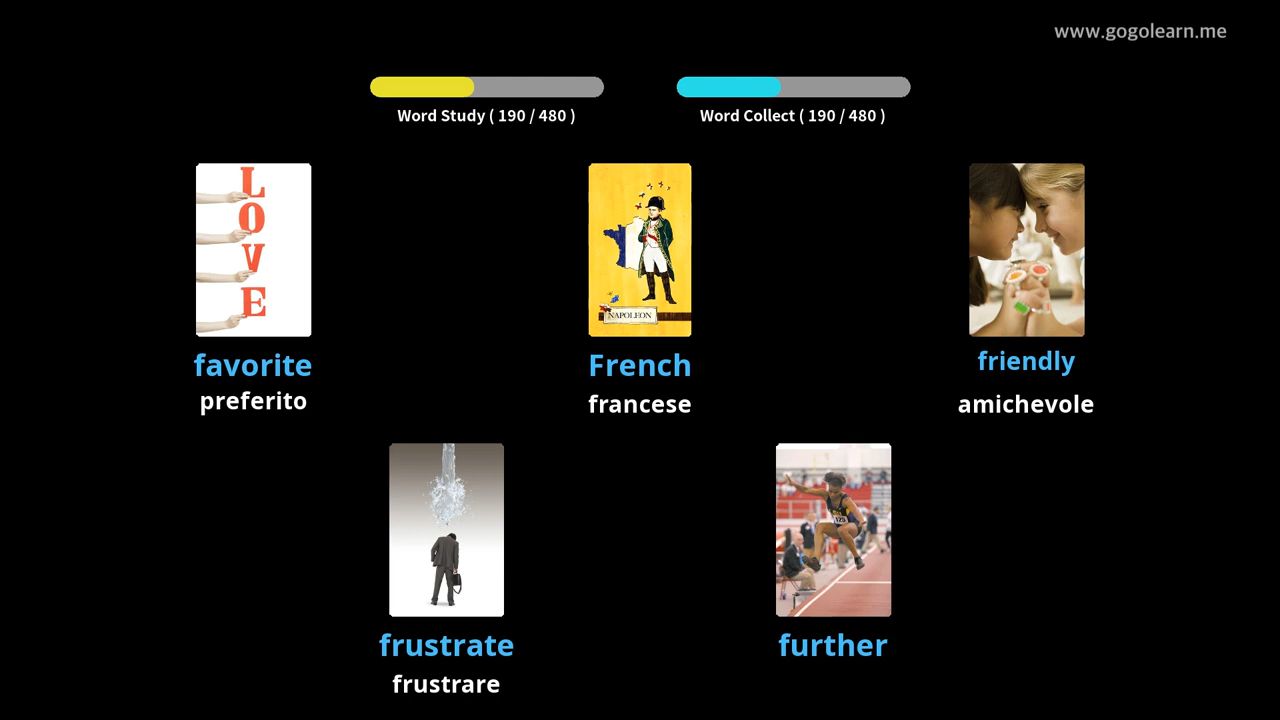 www.gogolearn.me
Word Study ( 190 / 480 )
Word Collect ( 190 / 480 )
LOVE
NAPOLEON
favorite
French
friendly
preferito
francese
amichevole
frustrate
further
frustrare